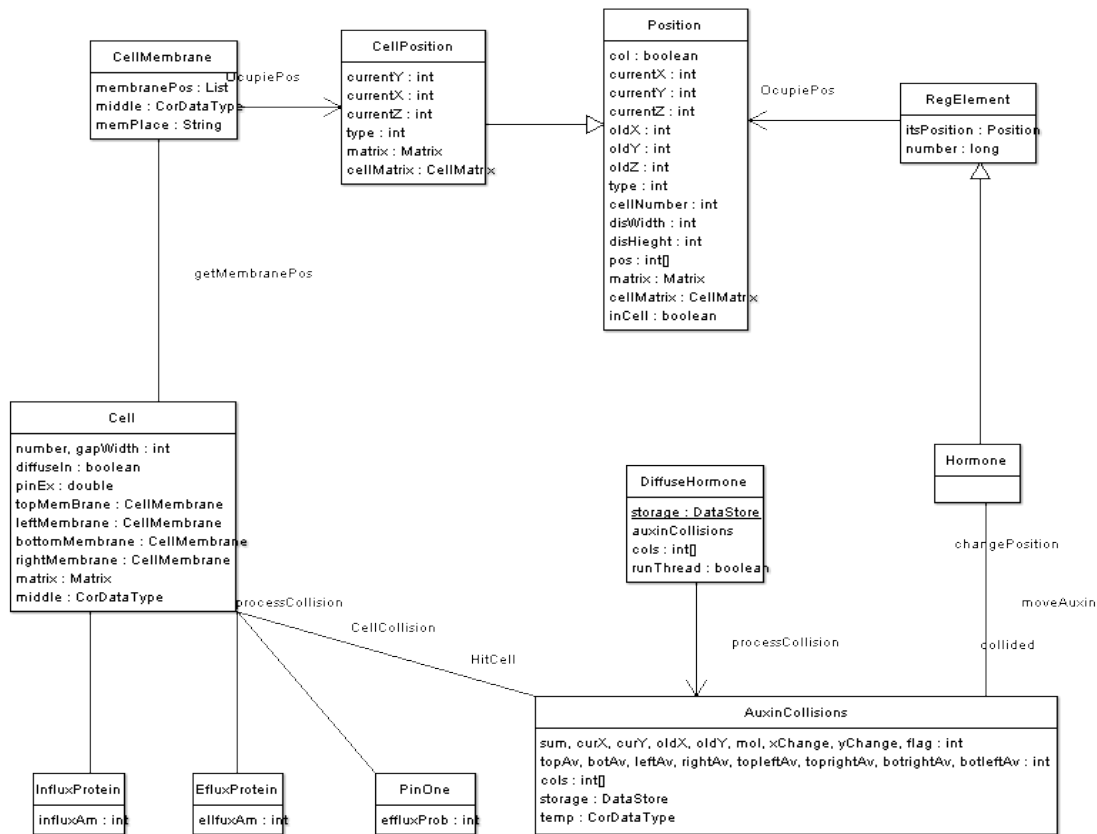 CellMembrane
membranePos : List
middle : CorDataType
memPlace : String
OcupiePos
CellPosition
currentY : int
currentX : int
currentZ : int
type : int
matrix : Matrix
cellMatrix : CellMatrix
Position
col : boolean
currentX : int
currentY : int
currentZ : int
oldX : int
oldY : int
oldZ : int
type : int
cellNumber : int
disWidth : int
disHieght : int
pos : int[]
matrix : Matrix
cellMatrix : CellMatrix
inCell : boolean
OcupiePos
RegElement
itsPosition : Position
number : long
getMembranePos
Cell
number, gapWidth : int
diffuseIn : boolean
pinEx : double
topMemBrane : CellMembrane
leftMembrane : CellMembrane
bottomMembrane : CellMembrane
rightMembrane : CellMembrane
matrix : Matrix
middle : CorDataType
DiffuseHormone
storage : DataStore
auxinCollisions
cols : int[]
runThread : boolean
Hormone
changePosition
moveAuxin
collided
processCollision
CellCollision
HitCell
processCollision
AuxinCollisions
sum, curX, curY, oldX, oldY, mol, xChange, yChange, flag : int
topAv, botAv, leftAv, rightAv, topleftAv, toprightAv, botrightAv, botleftAv : int
cols : int[]
storage : DataStore
temp : CorDataType
InfluxProtein
influxAm : int
EfluxProtein
ellfuxAm : int
PinOne
effluxProb : int